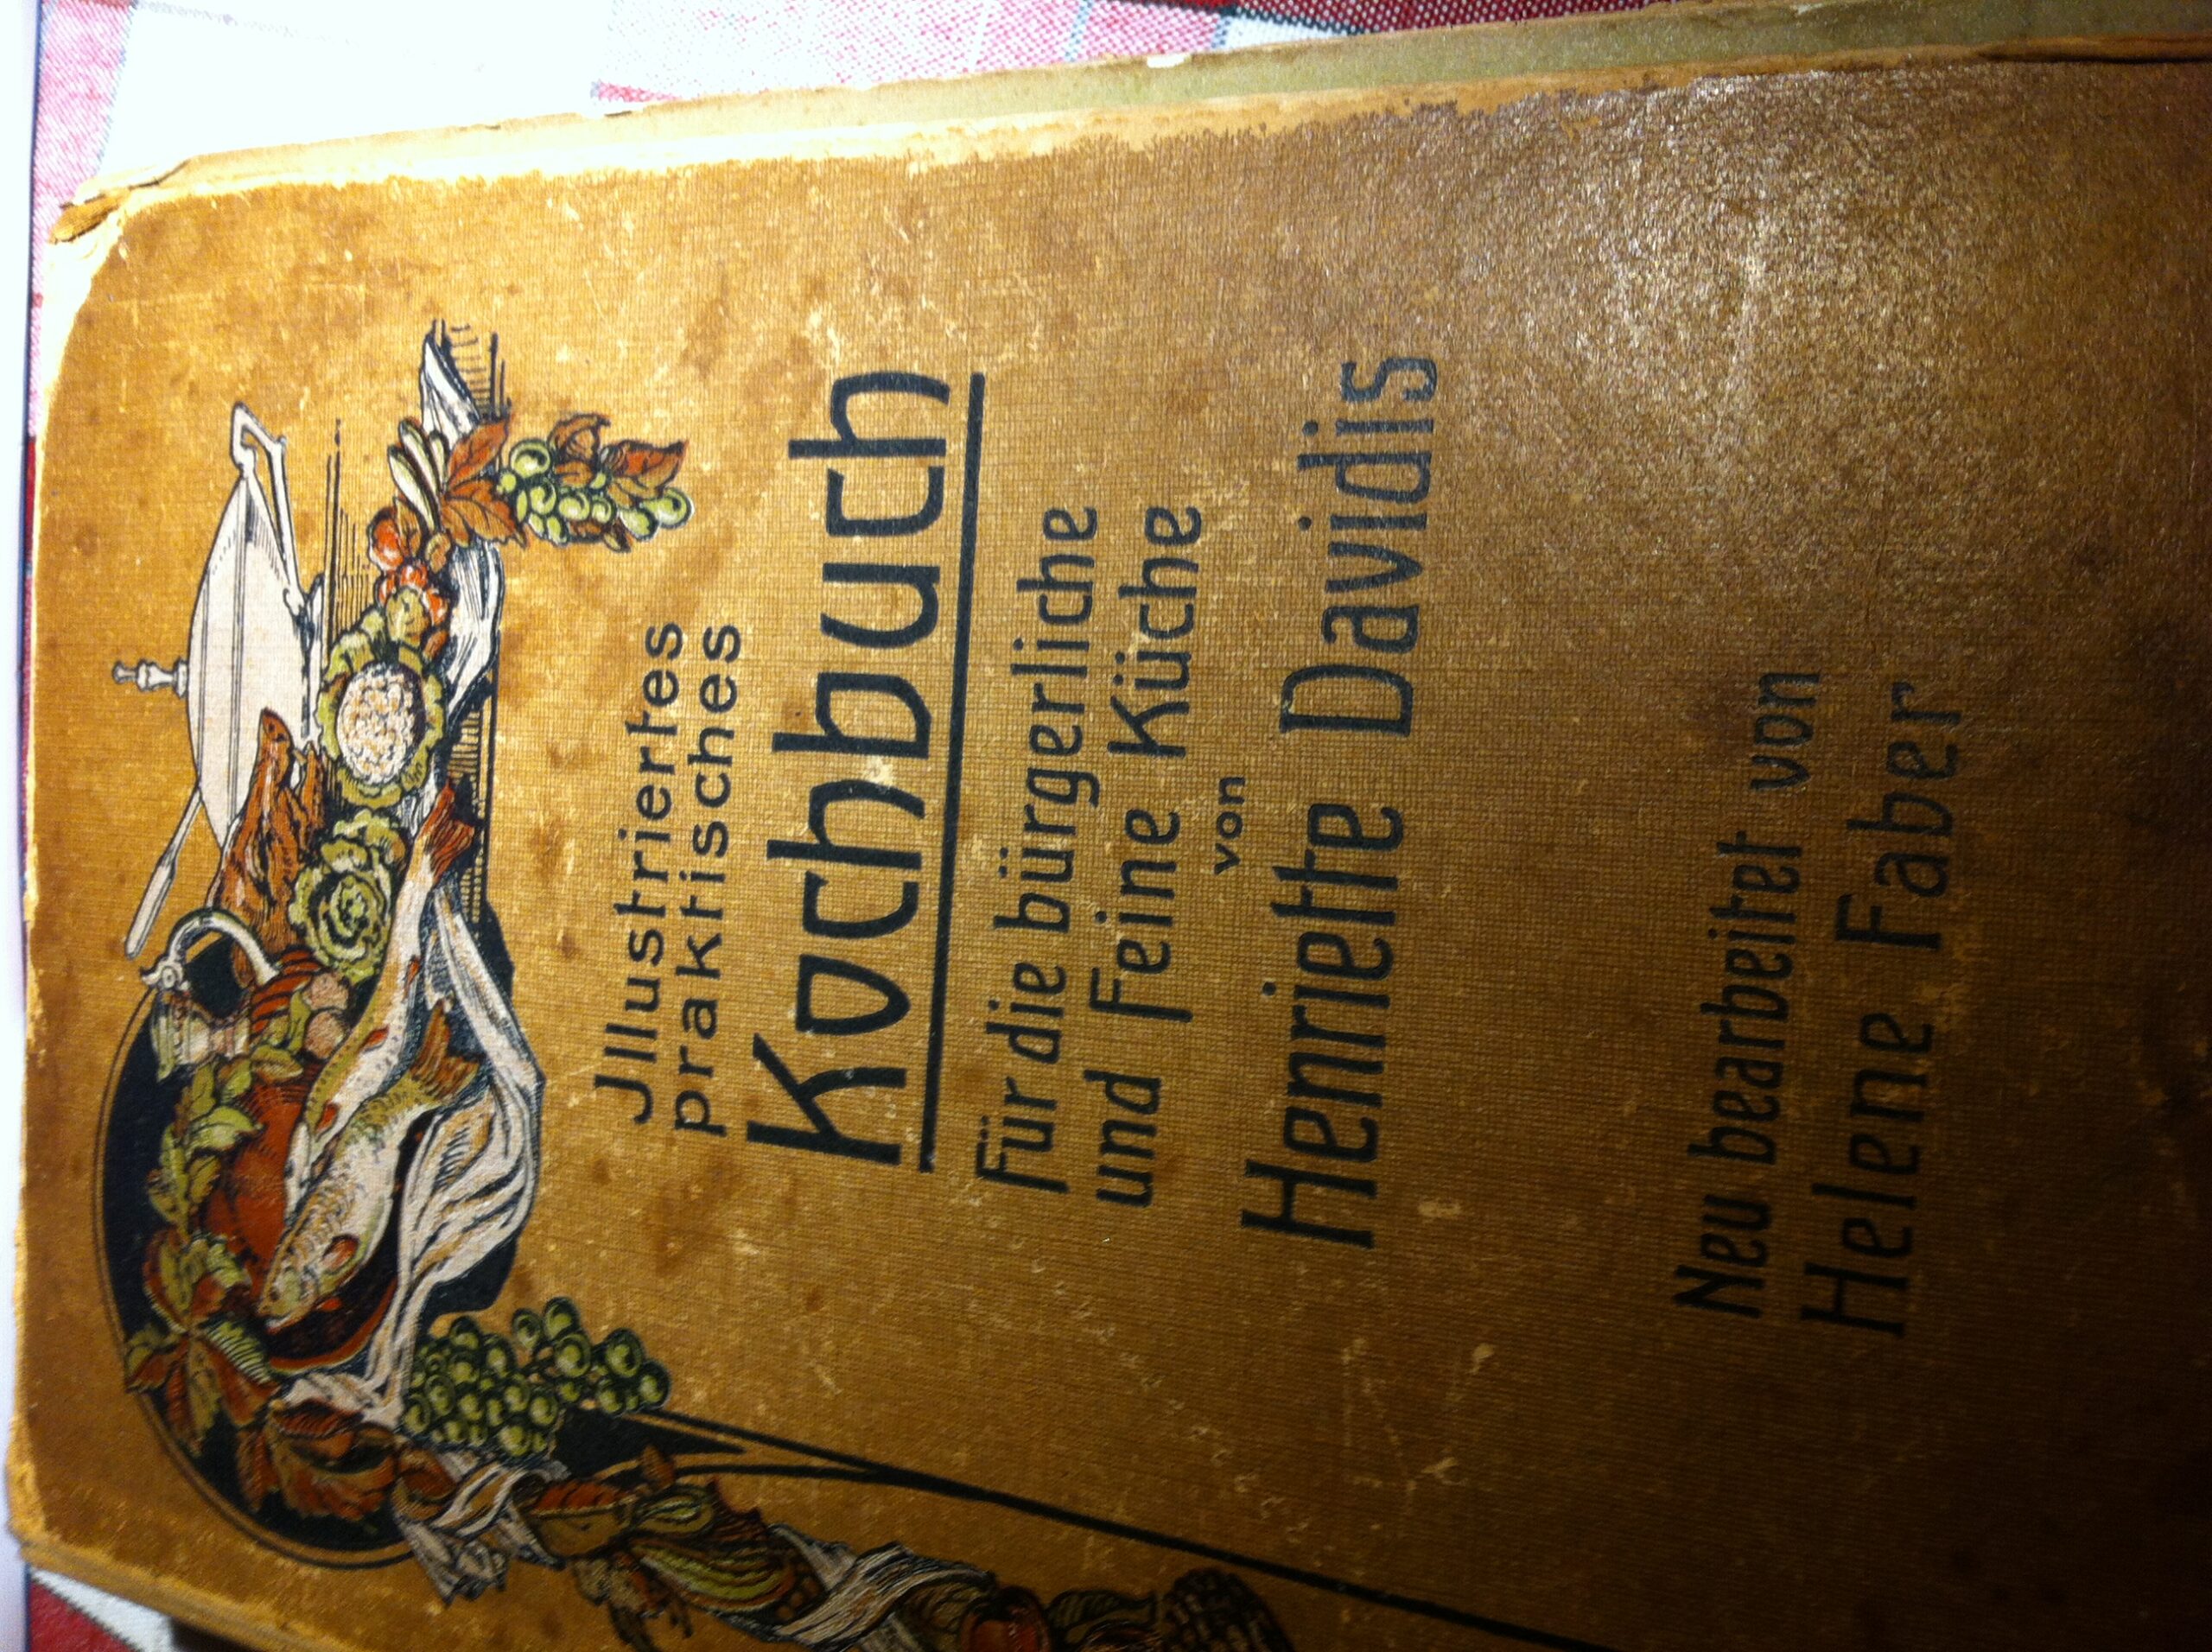 Jllustriertes
praktisches
Kochbuch
Für die bürgerliche
und Feine Küche
von
Henriette Davidis
Neu bearbeitet von
Helene Faber